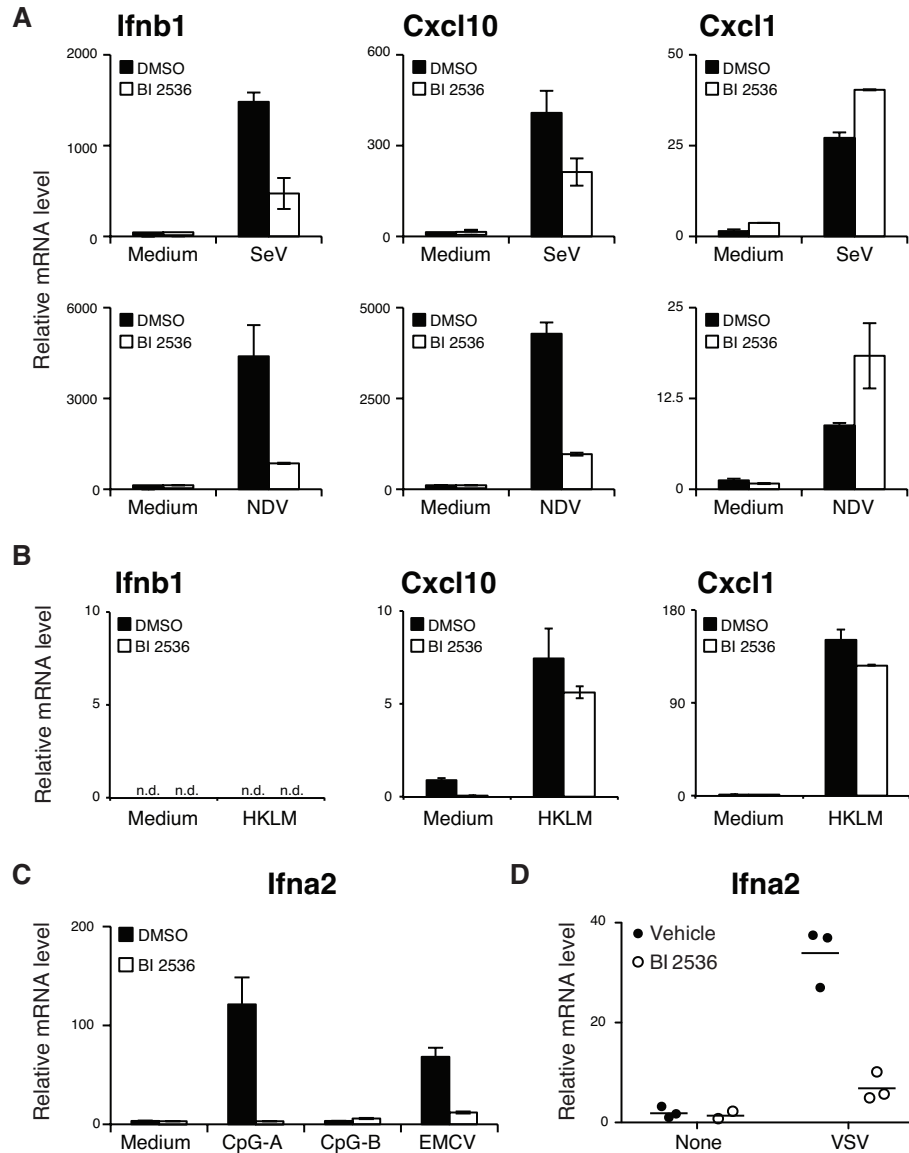 A
Ifnb1 Cxcl10 Cxcl1
2000 600 50
DMSO DMSO DMSO
BI 2536 BI 2536 BI 2536
1000 300 25
0 0 0
Medium SeV Medium SeV Medium SeV
Relative mRNA level
6000 5000 25
DMSO DMSO DMSO
BI 2536 BI 2536 BI 2536
3000 2500 12.5
0 0 0
Medium NDV Medium NDV Medium NDV
B
Ifnb1 Cxcl10 Cxcl1
10 10 180
DMSO DMSO DMSO
BI 2536 BI 2536 BI 2536
Relative mRNA level
5 5 90
n.d. n.d. n.d. n.d.
0 0 0
Medium HKLM Medium HKLM Medium HKLM
C Ifna2
200
DMSO
BI 2536
Relative mRNA level
100
0
Medium CpG-A CpG-B EMCV
D Ifna2
40
Vehicle
BI 2536
Relative mRNA level
20
0
None VSV